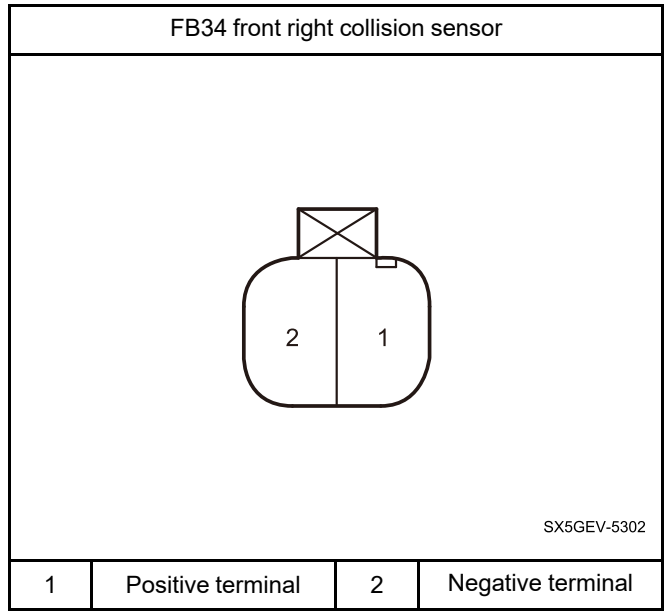 FB34 front right collision sensor
2 1
SX5GEV-5302
1 Positive terminal 2 Negative terminal